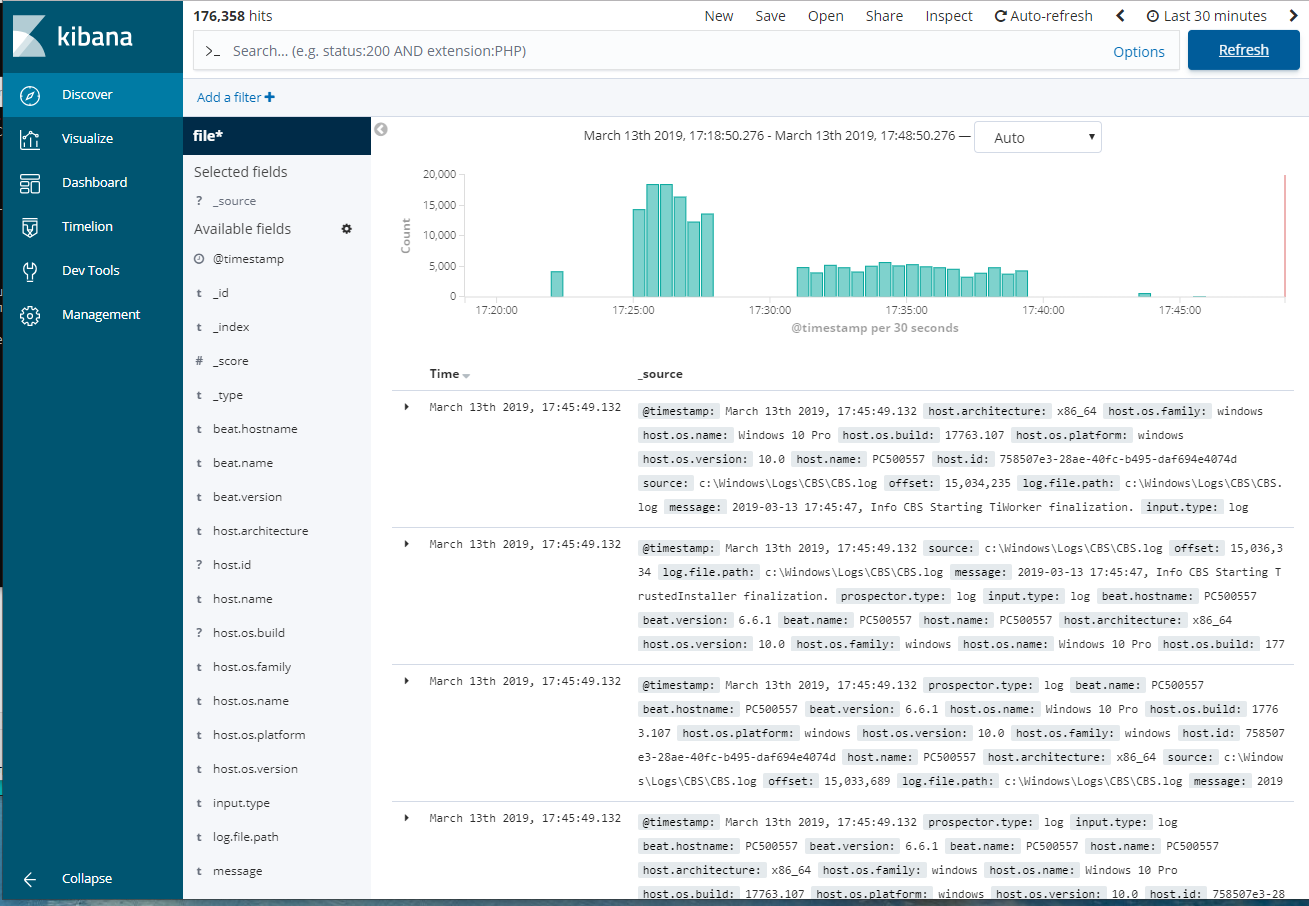 kibana
Discover
Visualize
Dashboard
Timelion
Dev Tools
Management
Collapse
176,358 hits
New Save Open Share Inspect Auto-refresh Last 30 minutes
>_ Search... (e.g. status:200 AND extension:PHP) Options Refresh
Add a filter +
file*
Selected fields
? _source
Available fields
@timestamp
t _id
t _index
# _score
t _type
t beat.hostname
t beat.name
t beat.version
t host.architecture
? host.id
t host.name
? host.os.build
t host.os.family
t host.os.name
t host.os.platform
t host.os.version
t input.type
t log.file.path
t message
March 13th 2019, 17:18:50.276 - March 13th 2019, 17:48:50.276 — Auto
20,000
15,000
10,000
5,000
0
Count
17:20:00 17:25:00 17:30:00 17:35:00 17:40:00 17:45:00
@timestamp per 30 seconds
Time _source
March 13th 2019, 17:45:49.132
@timestamp: March 13th 2019, 17:45:49.132 host.architecture: x86_64 host.os.family: windows
host.os.name: Windows 10 Pro host.os.build: 17763.107 host.os.platform: windows
host.os.version: 10.0 host.name: PC500557 host.id: 758507e3-28ae-40fc-b495-daf694e4074d
source: c:\Windows\Logs\CBS\CBS.log offset: 15,034,235 log.file.path: c:\Windows\Logs\CBS\CBS.
log message: 2019-03-13 17:45:47, Info CBS Starting TiWorker finalization. input.type: log
March 13th 2019, 17:45:49.132
@timestamp: March 13th 2019, 17:45:49.132 source: c:\Windows\Logs\CBS\CBS.log offset: 15,036,3
34 log.file.path: c:\Windows\Logs\CBS\CBS.log message: 2019-03-13 17:45:47, Info CBS Starting T
rustedInstaller finalization. prospector.type: log input.type: log beat.hostname: PC500557
beat.version: 6.6.1 beat.name: PC500557 host.name: PC500557 host.architecture: x86_64
host.os.version: 10.0 host.os.family: windows host.os.name: Windows 10 Pro host.os.build: 177
March 13th 2019, 17:45:49.132
@timestamp: March 13th 2019, 17:45:49.132 prospector.type: log beat.name: PC500557
beat.hostname: PC500557 beat.version: 6.6.1 host.os.name: Windows 10 Pro host.os.build: 1776
3.107 host.os.platform: windows host.os.version: 10.0 host.os.family: windows host.id: 758507
e3-28ae-40fc-b495-daf694e4074d host.name: PC500557 host.architecture: x86_64 source: c:\Window
s\Logs\CBS\CBS.log offset: 15,033,689 log.file.path: c:\Windows\Logs\CBS\CBS.log message: 2019
March 13th 2019, 17:45:49.132
@timestamp: March 13th 2019, 17:45:49.132 prospector.type: log input.type: log
beat.hostname: PC500557 beat.version: 6.6.1 beat.name: PC500557 host.name: PC500557
host.architecture: x86_64 host.os.family: windows host.os.name: Windows 10 Pro
host.os.build: 17763.107 host.os.platform: windows host.os.version: 10.0 host.id: 758507e3-28